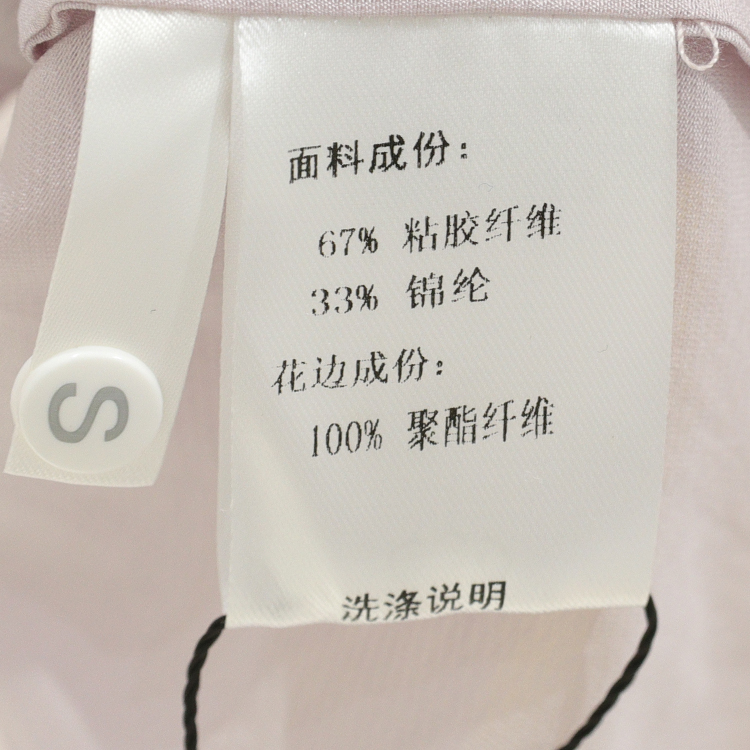 面料成份：
67% 粘胶纤维
33% 锦纶
花边成份：
100% 聚酯纤维
洗涤说明
S